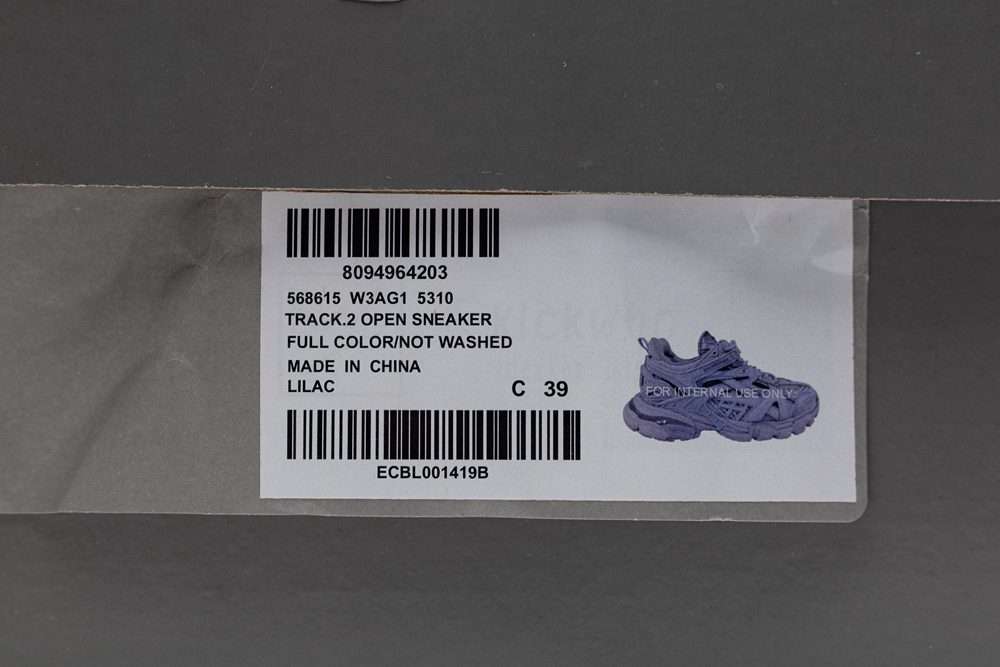 8094964203
568615 W3AG1 5310
TRACK.2 OPEN SNEAKER
FULL COLOR/NOT WASHED
MADE IN CHINA
LILAC C 39
FOR INTERNAL USE ONLY
ECBL001419B